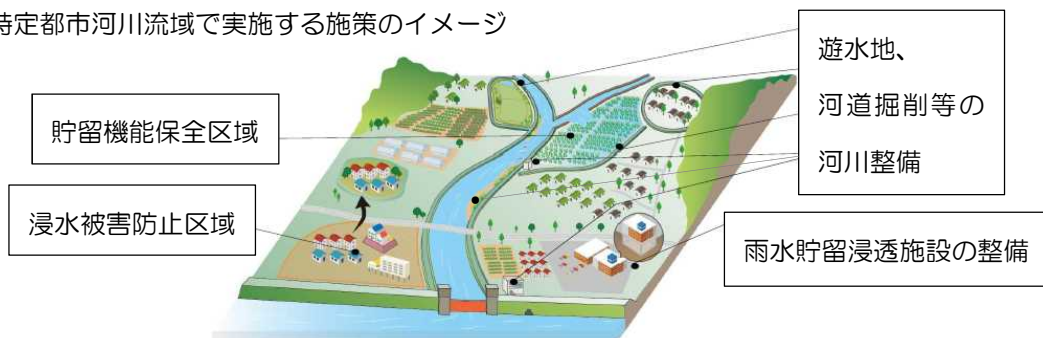 特定都市河川流域で実施する施策のイメージ
遊水地、
河道掘削等の
河川整備
貯留機能保全区域
浸水被害防止区域
雨水貯留浸透施設の整備